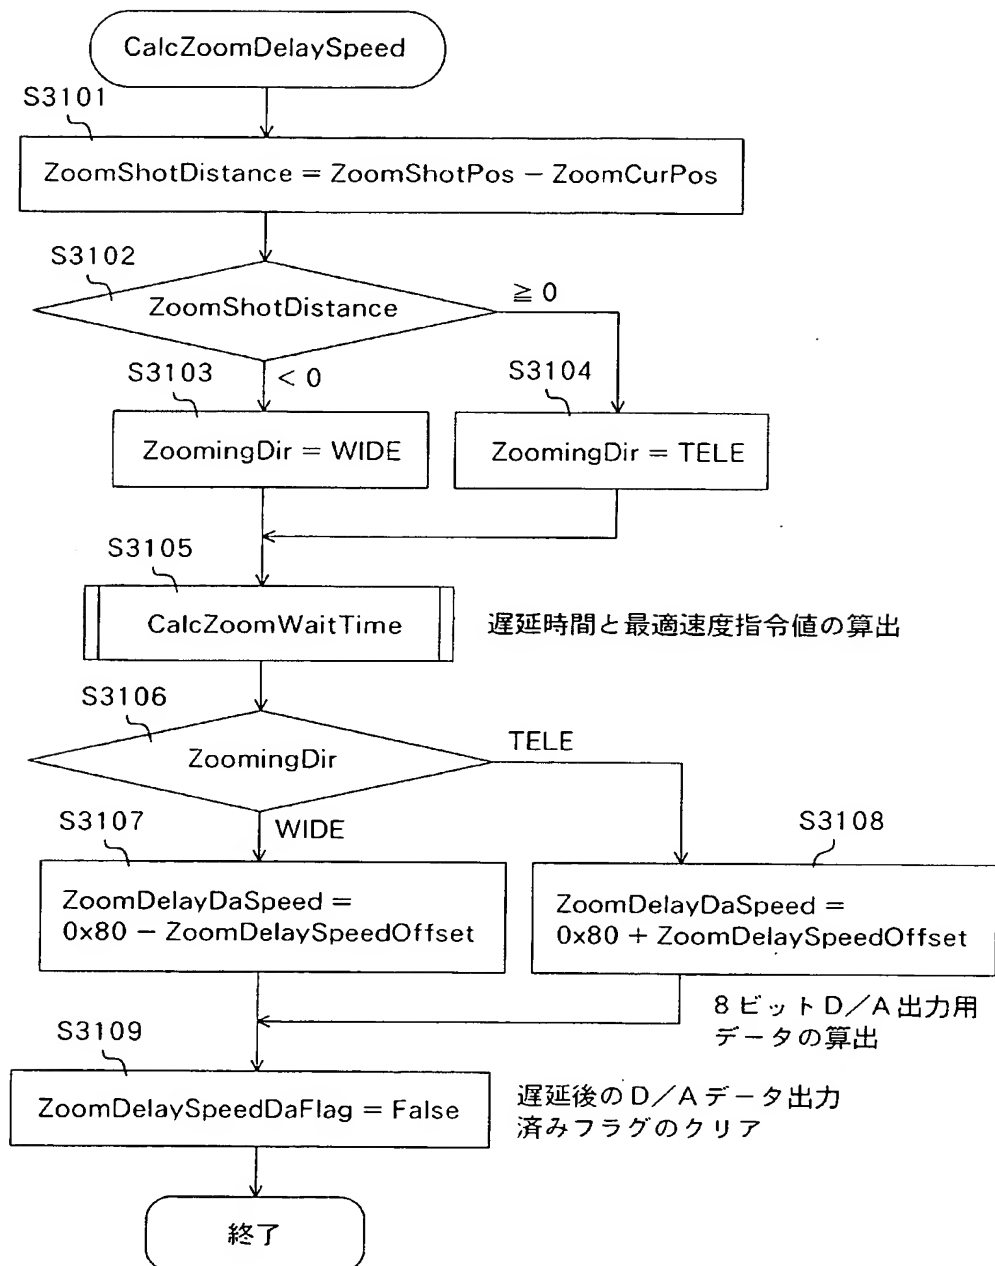 CalcZoomDelaySpeed
S3101
ZoomShotDistance = ZoomShotPos − ZoomCurPos
S3102
ZoomShotDistance
≧ 0
S3103
< 0
S3104
ZoomingDir = WIDE
ZoomingDir = TELE
S3105
CalcZoomWaitTime
遅延時間と最適速度指令値の算出
S3106
ZoomingDir
TELE
S3107
WIDE
S3108
ZoomDelayDaSpeed =
0x80 − ZoomDelaySpeedOffset
ZoomDelayDaSpeed =
0x80 + ZoomDelaySpeedOffset
8ビットD／A出力用
データの算出
S3109
ZoomDelaySpeedDaFlag = False
遅延後のD／Aデータ出力
済みフラグのクリア
終了